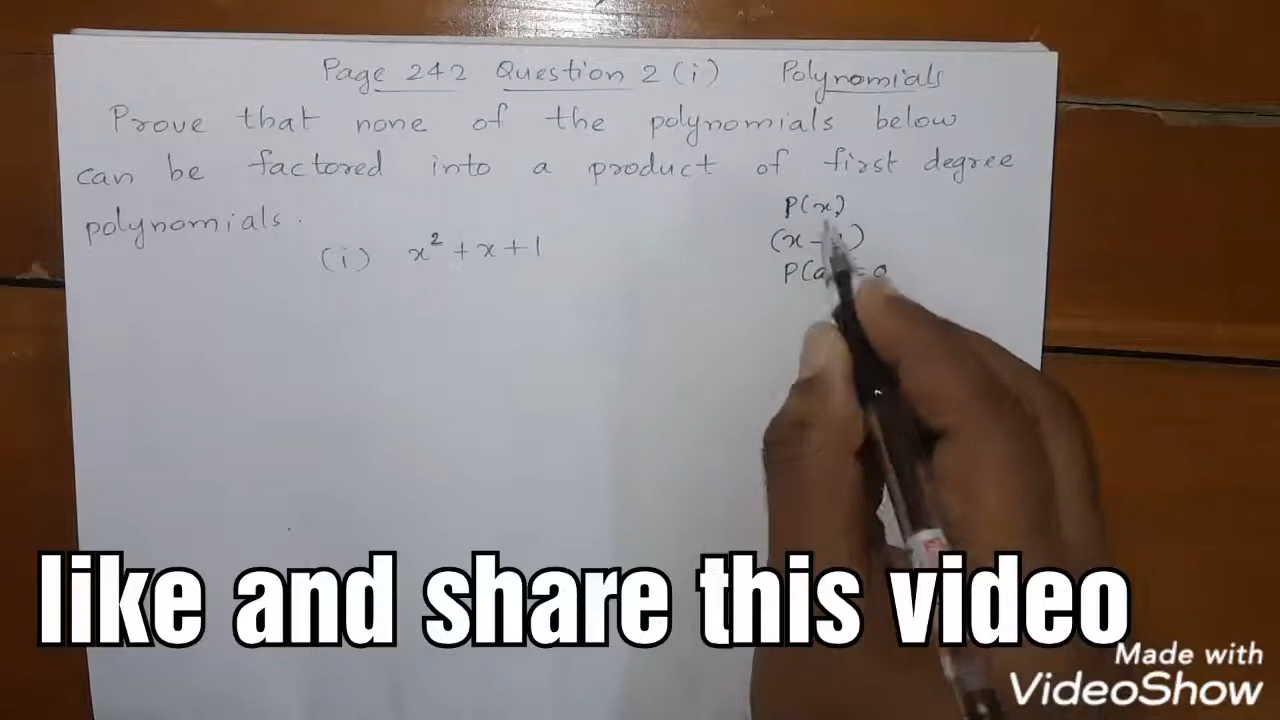 Page 242 Question 2 (i) Polynomials
Prove that none of the polynomials below
can be factored into a product of first degree
polynomials.
P(x)
(i) x² + x + 1
(x –
P(a = 0
like and share this video
Made with
VideoShow